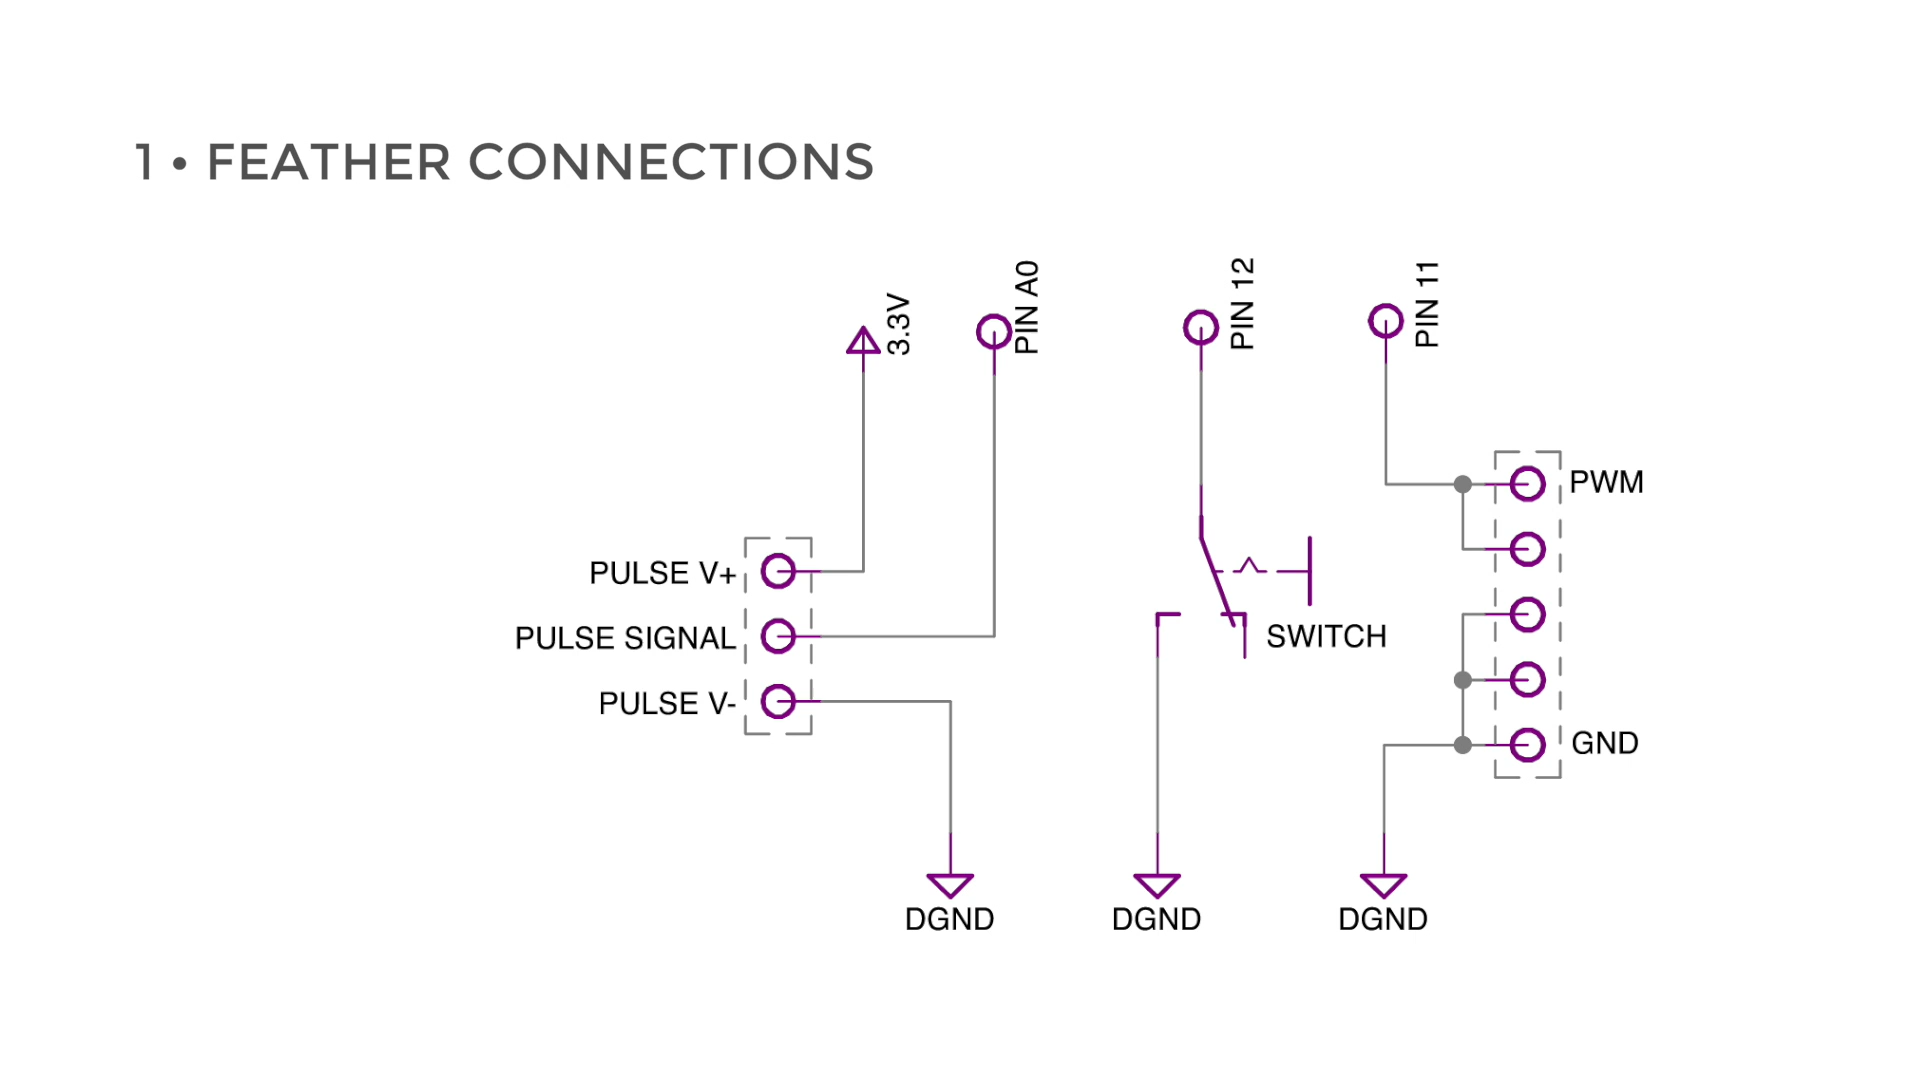 1 • FEATHER CONNECTIONS
3.3V
PIN A0
PIN 12
PIN 11
PULSE V+
PULSE SIGNAL
PULSE V-
SWITCH
PWM
GND
DGND
DGND
DGND